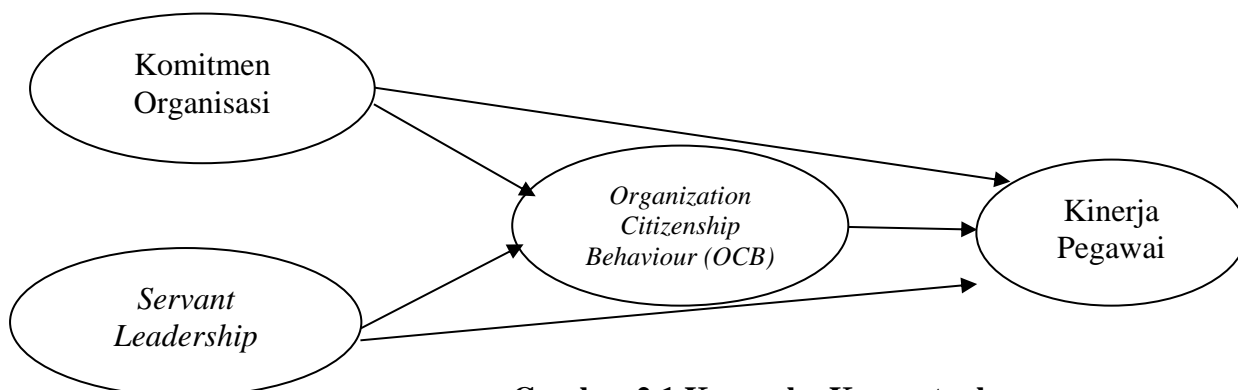 Komitmen
Organisasi
Organization
Citizenship
Behaviour (OCB)
Kinerja
Pegawai
Servant
Leadership